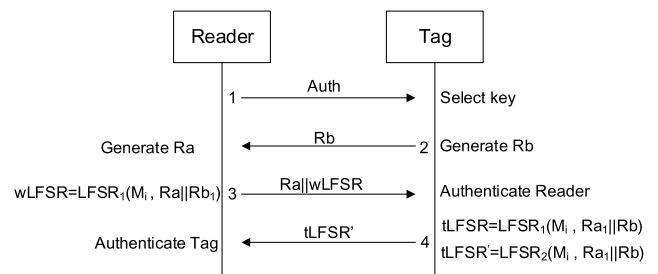 Reader Tag
1 Auth Select key
Generate Ra Rb 2 Generate Rb
wLFSR=LFSR₁(Mᵢ , Ra||Rb₁) 3 Ra||wLFSR Authenticate Reader
Authenticate Tag tLFSR’ 4 tLFSR=LFSR₁(Mᵢ , Ra₁||Rb)
tLFSR'=LFSR₂(Mᵢ , Ra₁||Rb)